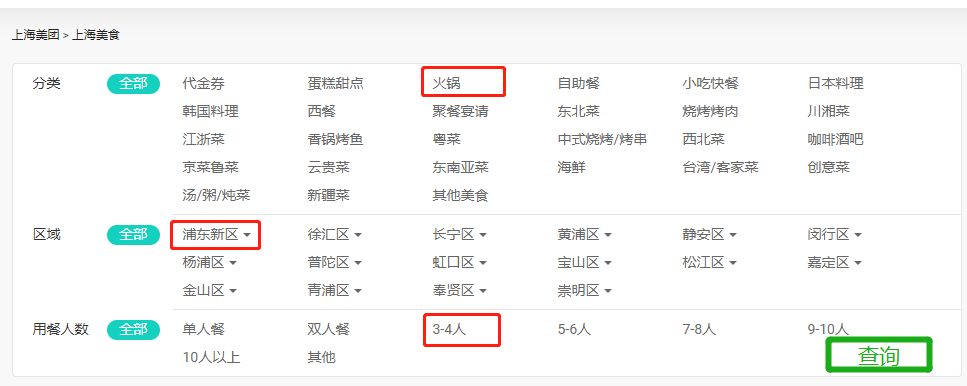 上海美团 > 上海美食
分类 全部 代金券 蛋糕甜点 火锅 自助餐 小吃快餐 日本料理
韩国料理 西餐 聚餐宴请 东北菜 烧烤烤肉 川湘菜
江浙菜 香锅烤鱼 粤菜 中式烧烤/烤串 西北菜 咖啡酒吧
京菜鲁菜 云贵菜 东南亚菜 海鲜 台湾/客家菜 创意菜
汤/粥/炖菜 新疆菜 其他美食
区域 全部 浦东新区 徐汇区 长宁区 黄浦区 静安区 闵行区
杨浦区 普陀区 虹口区 宝山区 松江区 嘉定区
金山区 青浦区 奉贤区 崇明区
用餐人数 全部 单人餐 双人餐 3-4人 5-6人 7-8人 9-10人
10人以上 其他
查询